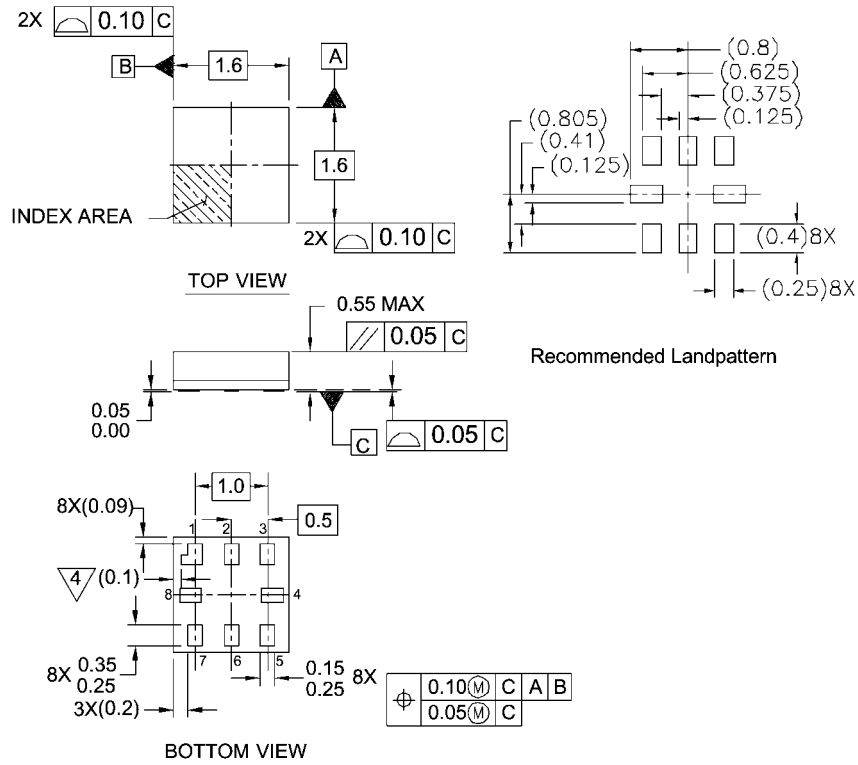 2X 0.10 C
B 1.6 A
1.6
INDEX AREA
2X 0.10 C
TOP VIEW
(0.8)
(0.625)
(0.375)
(0.125)
(0.805)
(0.41)
(0.125)
(0.4)8X
(0.25)8X
Recommended Landpattern
0.55 MAX
// 0.05 C
0.05
0.00
C
0.05 C
1.0
8X(0.09)
0.5
1 2 3
4 (0.1)
8 4
8X 0.35
0.25
7 6 5
0.15
0.25 8X
3X(0.2)
⌖ 0.10Ⓜ C A B
0.05Ⓜ C
BOTTOM VIEW